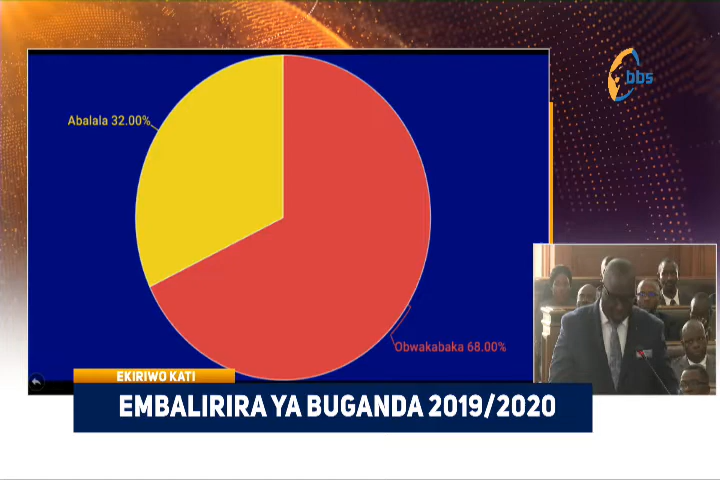 bbs
Abalala 32.00%
Obwakabaka 68.00%
EKIRIWO KATI
EMBALIRIRA YA BUGANDA 2019/2020